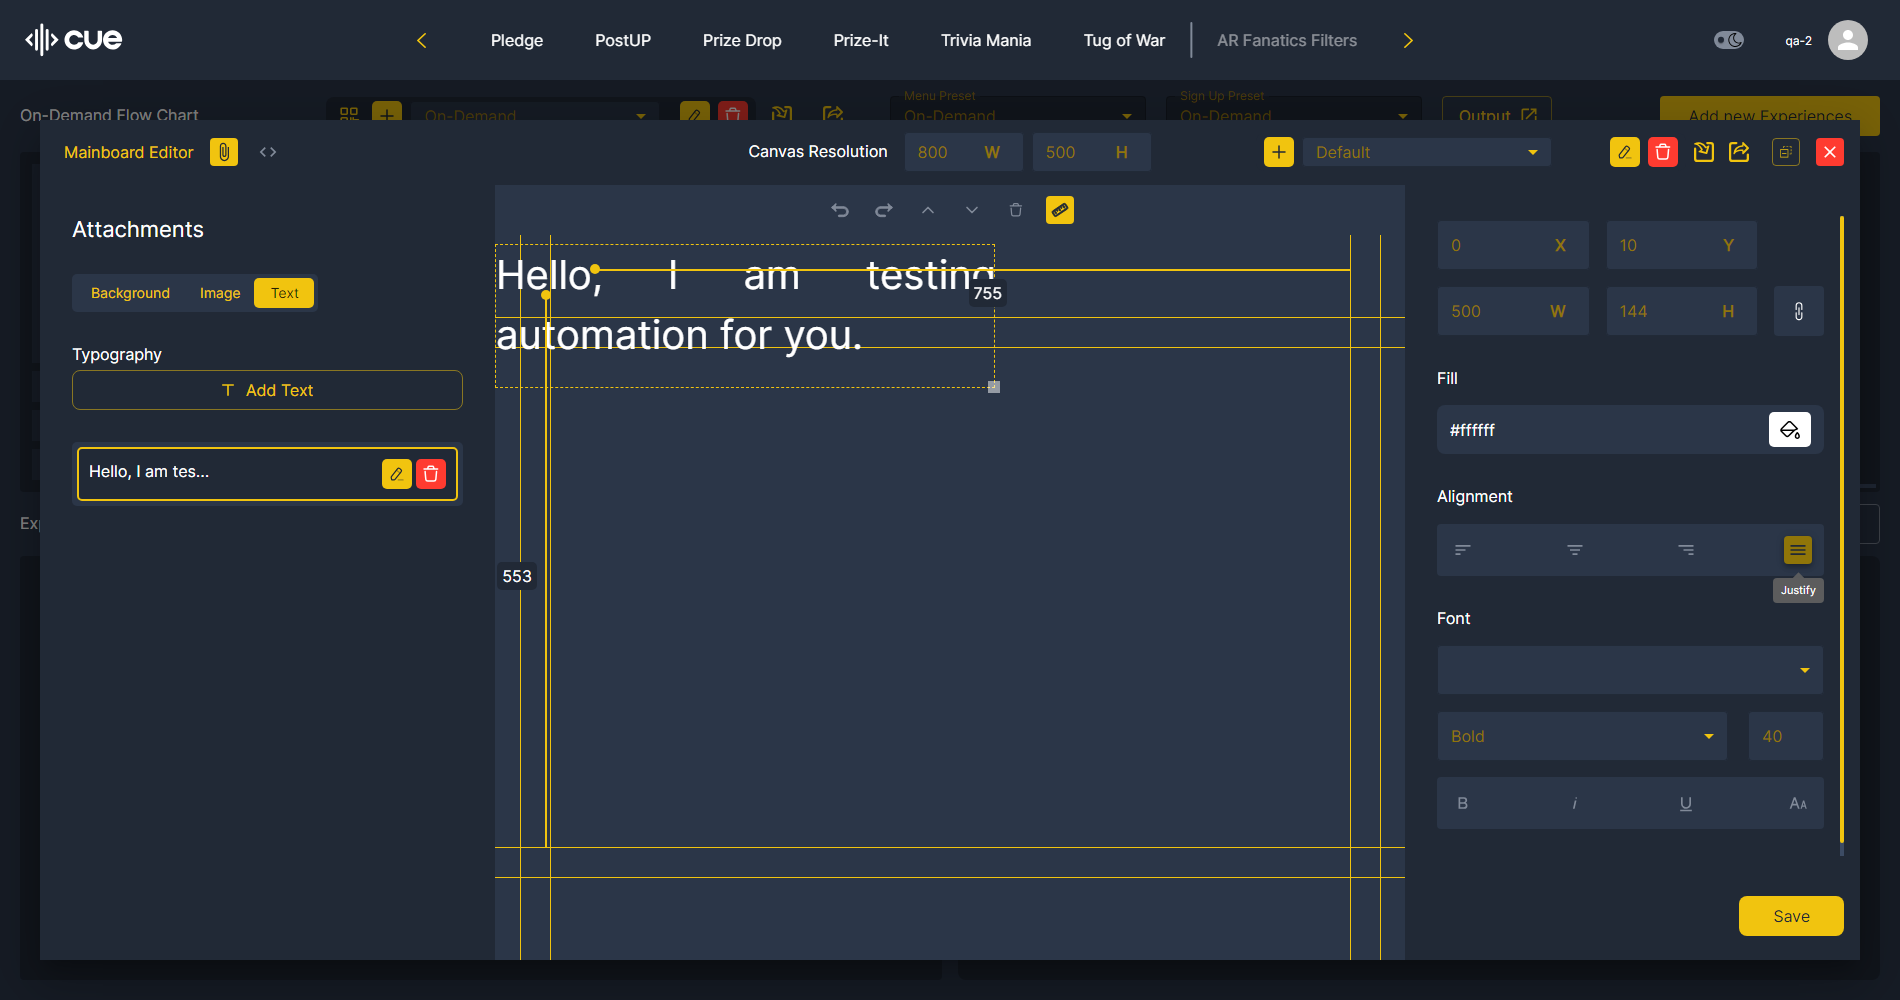 cue
Pledge
PostUP
Prize Drop
Prize-It
Trivia Mania
Tug of War
AR Fanatics Filters
qa-2
On-Demand Flow Chart
On-Demand
Menu Preset
On-Demand
Sign Up Preset
On-Demand
Output
Add new Experiences
Mainboard Editor
Canvas Resolution
800 W
500 H
Default
Attachments
Background
Image
Text
Typography
Add Text
Hello, I am tes...
Hello, I am testing
automation for you.
755
553
0 X
10 Y
500 W
144 H
Fill
#ffffff
Alignment
Justify
Font
Bold
40
B
i
U
AA
Save